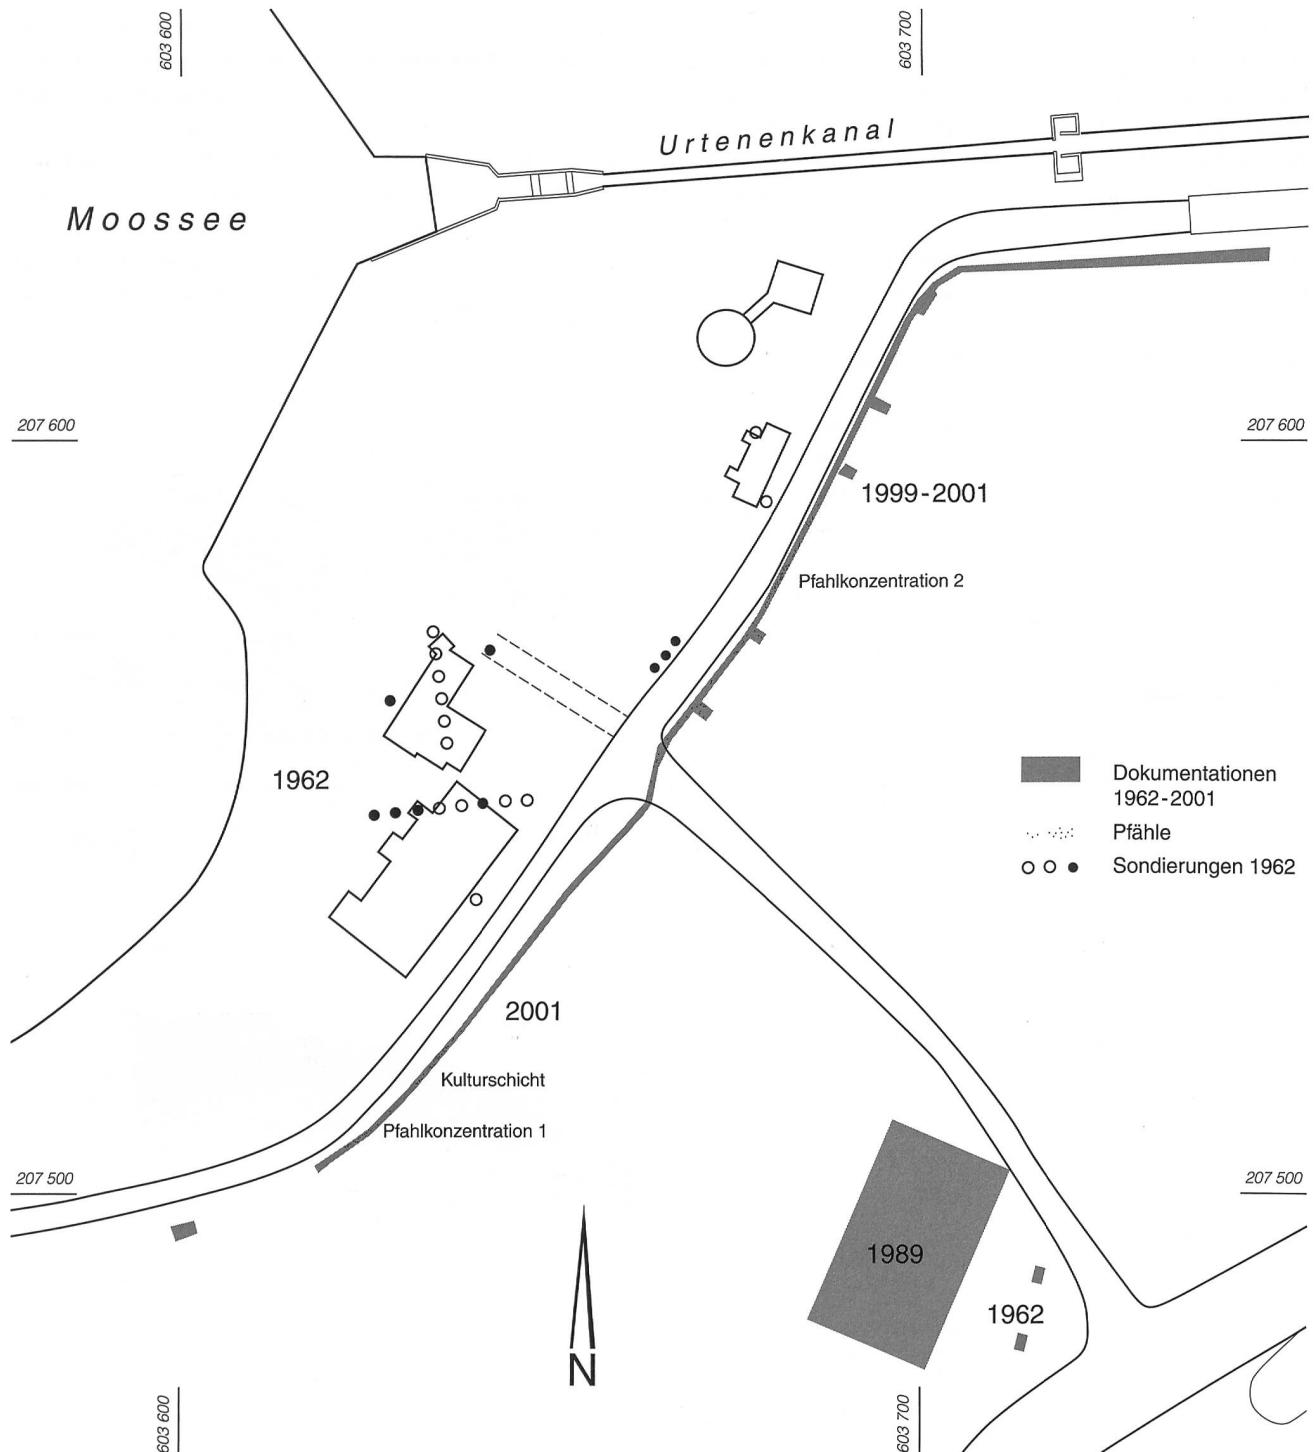 603 600
603 700
Urtenenkanal
Moossee
207 600
207 600
1999-2001
Pfahlkonzentration 2
1962
Dokumentationen
1962-2001
Pfähle
Sondierungen 1962
2001
Kulturschicht
Pfahlkonzentration 1
207 500
207 500
1989
1962
N
603 600
603 700